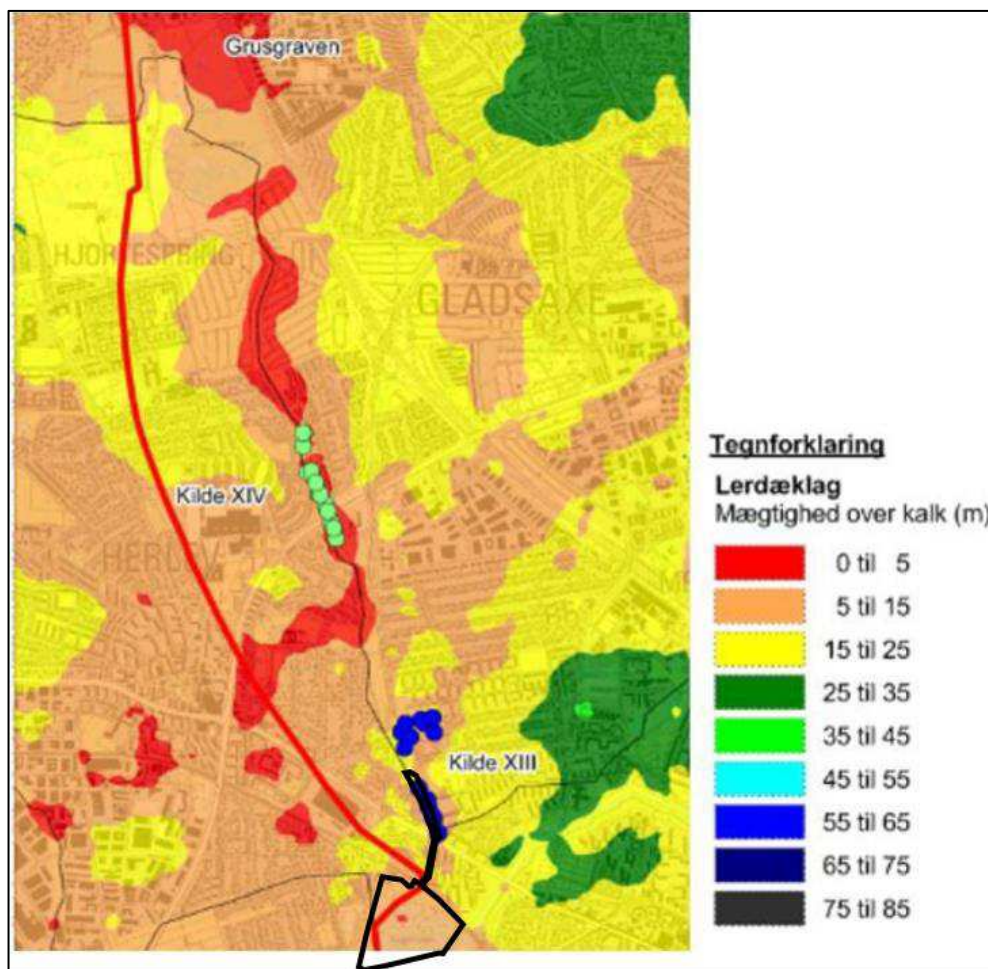 Grusgraven
HJORTESPRING
GLADSAXE
Kilde XIV
HERLEV
Kilde XIII
Tegnforklaring
Lerdæklag
Mægtighed over kalk (m)
0 til 5
5 til 15
15 til 25
25 til 35
35 til 45
45 til 55
55 til 65
65 til 75
75 til 85